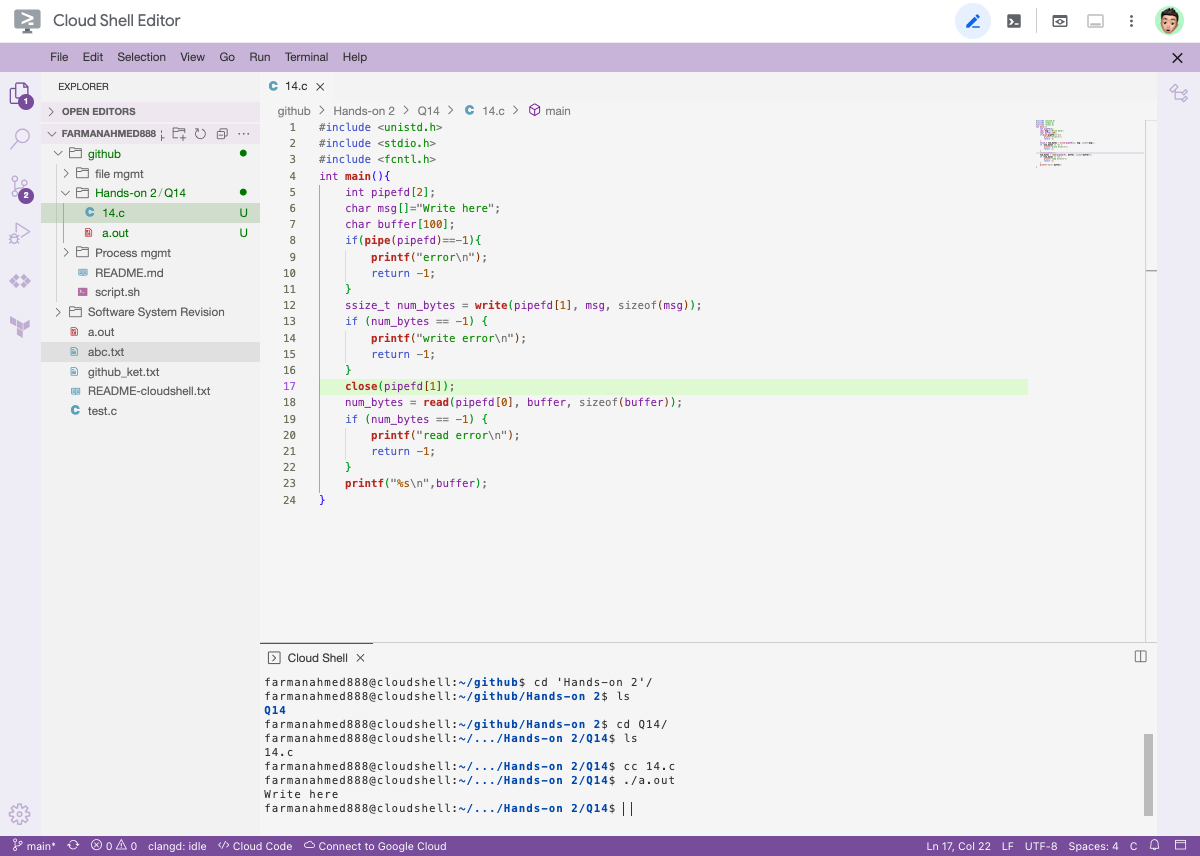 Cloud Shell Editor
File Edit Selection View Go Run Terminal Help
1
2
EXPLORER
OPEN EDITORS
FARMANAHMED888
github
file mgmt
Hands-on 2 / Q14
14.c U
a.out U
Process mgmt
README.md
script.sh
Software System Revision
a.out
abc.txt
github_ket.txt
README-cloudshell.txt
test.c
C 14.c
github > Hands-on 2 > Q14 > C 14.c > main
1 #include <unistd.h>
2 #include <stdio.h>
3 #include <fcntl.h>
4 int main(){
5 int pipefd[2];
6 char msg[]="Write here";
7 char buffer[100];
8 if(pipe(pipefd)==-1){
9 printf("error\n");
10 return -1;
11 }
12 ssize_t num_bytes = write(pipefd[1], msg, sizeof(msg));
13 if (num_bytes == -1) {
14 printf("write error\n");
15 return -1;
16 }
17 close(pipefd[1]);
18 num_bytes = read(pipefd[0], buffer, sizeof(buffer));
19 if (num_bytes == -1) {
20 printf("read error\n");
21 return -1;
22 }
23 printf("%s\n",buffer);
24 }
Cloud Shell
farmanahmed888@cloudshell:~/github$ cd 'Hands-on 2'/
farmanahmed888@cloudshell:~/github/Hands-on 2$ ls
Q14
farmanahmed888@cloudshell:~/github/Hands-on 2$ cd Q14/
farmanahmed888@cloudshell:~/.../Hands-on 2/Q14$ ls
14.c
farmanahmed888@cloudshell:~/.../Hands-on 2/Q14$ cc 14.c
farmanahmed888@cloudshell:~/.../Hands-on 2/Q14$ ./a.out
Write here
farmanahmed888@cloudshell:~/.../Hands-on 2/Q14$
main* 0 0 clangd: idle </> Cloud Code Connect to Google Cloud Ln 17, Col 22 LF UTF-8 Spaces: 4 C